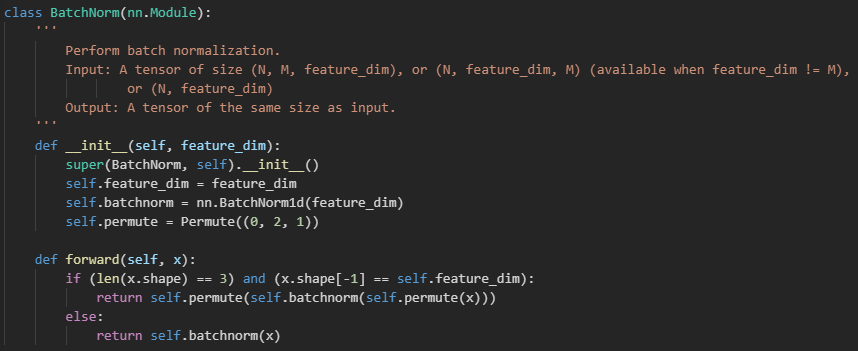 class BatchNorm(nn.Module):
    '''
        Perform batch normalization.
        Input: A tensor of size (N, M, feature_dim), or (N, feature_dim, M) (available when feature_dim != M),
                or (N, feature_dim)
        Output: A tensor of the same size as input.
    '''
    def __init__(self, feature_dim):
        super(BatchNorm, self).__init__()
        self.feature_dim = feature_dim
        self.batchnorm = nn.BatchNorm1d(feature_dim)
        self.permute = Permute((0, 2, 1))

    def forward(self, x):
        if (len(x.shape) == 3) and (x.shape[-1] == self.feature_dim):
            return self.permute(self.batchnorm(self.permute(x)))
        else:
            return self.batchnorm(x)